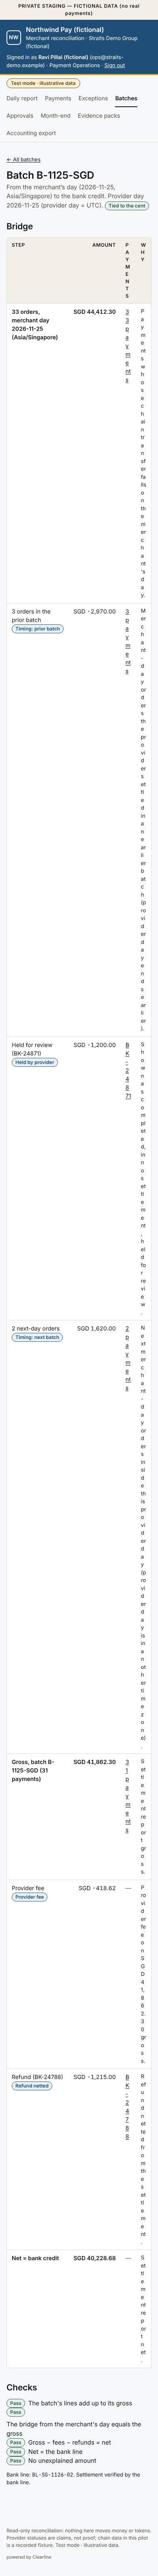 PRIVATE STAGING — FICTIONAL DATA (no real
payments)
NW
Northwind Pay (fictional)
Merchant reconciliation · Straits Demo Group
(fictional)
Signed in as Ravi Pillai (fictional) (ops@straits-
demo.example) · Payment Operations · Sign out
Test mode · illustrative data
Daily report Payments Exceptions Batches
Approvals Month-end Evidence packs
Accounting export
← All batches
Batch B-1125-SGD
From the merchant's day (2026-11-25,
Asia/Singapore) to the bank credit. Provider day
2026-11-25 (provider day = UTC). Tied to the cent
Bridge
STEP AMOUNT PAYMENTS WHY
33 orders,
merchant day
2026-11-25
(Asia/Singapore)
SGD 44,412.30
33 payments
Payments whose chain transfer falls on the merchant's day.
3 orders in the
prior batch
Timing: prior batch
SGD -2,970.00
3 payments
Merchant-day orders the provider settled in an earlier batch (provider day ends earlier).
Held for review
(BK-24871)
Held by provider
SGD -1,200.00
BK-24871
Shown as completed, in no settlement, held for review.
2 next-day orders
Timing: next batch
SGD 1,620.00
2 payments
Next merchant-day orders inside this provider day (provider day is in another time zone).
Gross, batch B-
1125-SGD (31
payments)
SGD 41,862.30
31 payments
Settlement report gross.
Provider fee
Provider fee
SGD -418.62
—
Provider fee on SGD 41,862.30 gross.
Refund (BK-24788)
Refund netted
SGD -1,215.00
BK-24788
Refund netted from the settlement.
Net = bank credit
SGD 40,228.68
—
Settlement report net.
Checks
Pass The batch's lines add up to its gross
Pass
The bridge from the merchant's day equals the
gross
Pass Gross − fees − refunds = net
Pass Net = the bank line
Pass No unexplained amount
Bank line: BL-SG-1126-02. Settlement verified by the
bank line.
Read-only reconciliation: nothing here moves money or tokens.
Provider statuses are claims, not proof; chain data in this pilot
is a recorded fixture. Test mode · illustrative data.
powered by Clearline